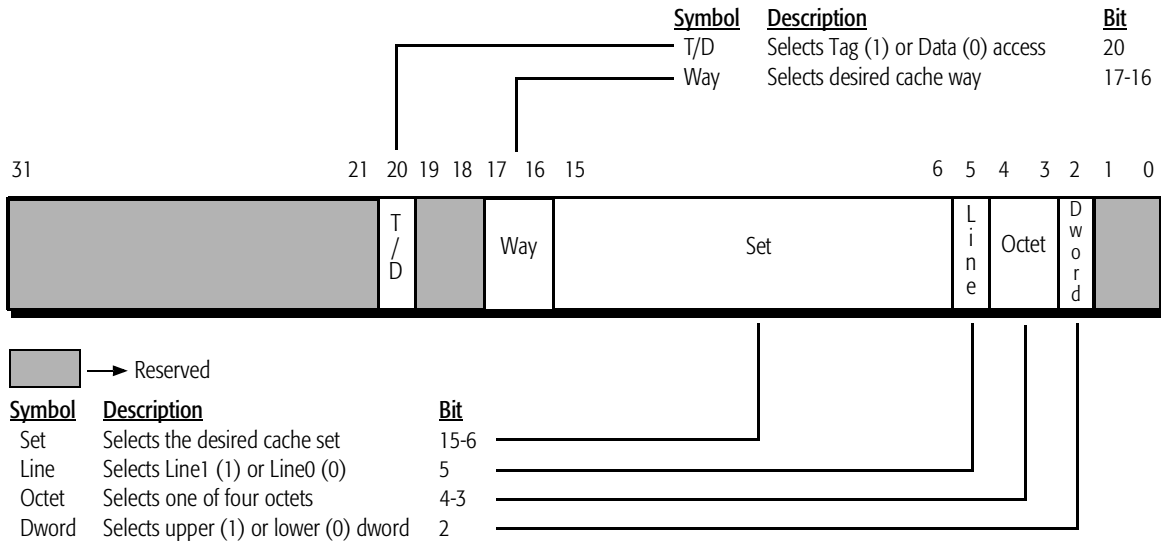 Symbol Description Bit
T/D Selects Tag (1) or Data (0) access 20
Way Selects desired cache way 17-16
31 21 20 19 18 17 16 15 6 5 4 3 2 1 0
T/D Way Set Line Octet Dword
Reserved
Symbol Description Bit
Set Selects the desired cache set 15-6
Line Selects Line1 (1) or Line0 (0) 5
Octet Selects one of four octets 4-3
Dword Selects upper (1) or lower (0) dword 2